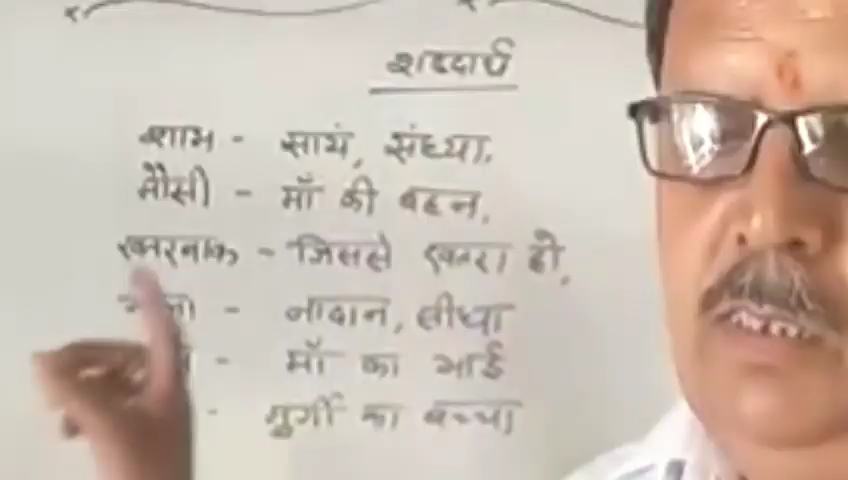 शब्दार्थ
शाम - सायं, संध्या.
मौसी - माँ की बहन,
खतरनाक - जिससे खतरा हो,
- नादान, सीधा
- माँ का भाई
- मुर्गी का बच्चा